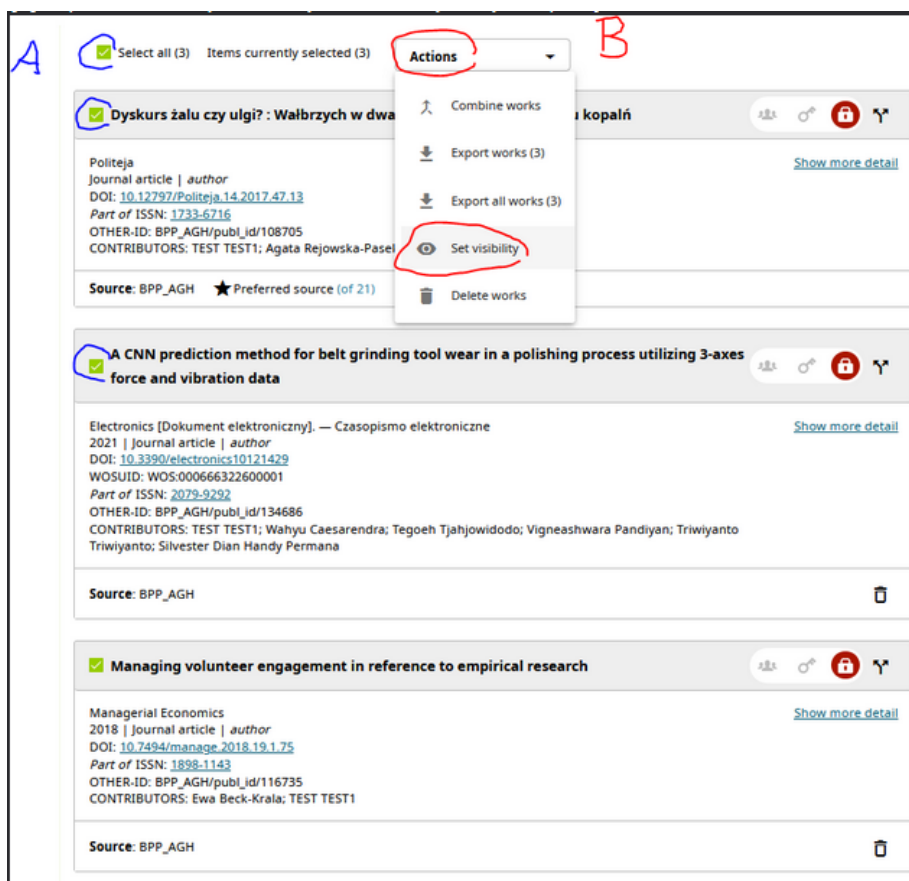 A
Select all (3) Items currently selected (3)
Actions
B
Combine works
Export works (3)
Export all works (3)
Set visibility
Delete works
Dyskurs żalu czy ulgi? : Wałbrzych w dwa
u kopalń
Politeja
Show more detail
Journal article | author
DOI: 10.12797/Politeja.14.2017.47.13
Part of ISSN: 1733-6716
OTHER-ID: BPP_AGH/publ_id/108705
CONTRIBUTORS: TEST TEST1; Agata Rejowska-Pasel
Source: BPP_AGH Preferred source (of 21)
A CNN prediction method for belt grinding tool wear in a polishing process utilizing 3-axes
force and vibration data
Electronics [Dokument elektroniczny]. — Czasopismo elektroniczne
Show more detail
2021 | Journal article | author
DOI: 10.3390/electronics10121429
WOSUID: WOS:000666322600001
Part of ISSN: 2079-9292
OTHER-ID: BPP_AGH/publ_id/134686
CONTRIBUTORS: TEST TEST1; Wahyu Caesarendra; Tegoeh Tjahjowidodo; Vigneashwara Pandiyan; Triwiyanto
Triwiyanto; Silvester Dian Handy Permana
Source: BPP_AGH
Managing volunteer engagement in reference to empirical research
Managerial Economics
Show more detail
2018 | Journal article | author
DOI: 10.7494/manage.2018.19.1.75
Part of ISSN: 1898-1143
OTHER-ID: BPP_AGH/publ_id/116735
CONTRIBUTORS: Ewa Beck-Krala; TEST TEST1
Source: BPP_AGH